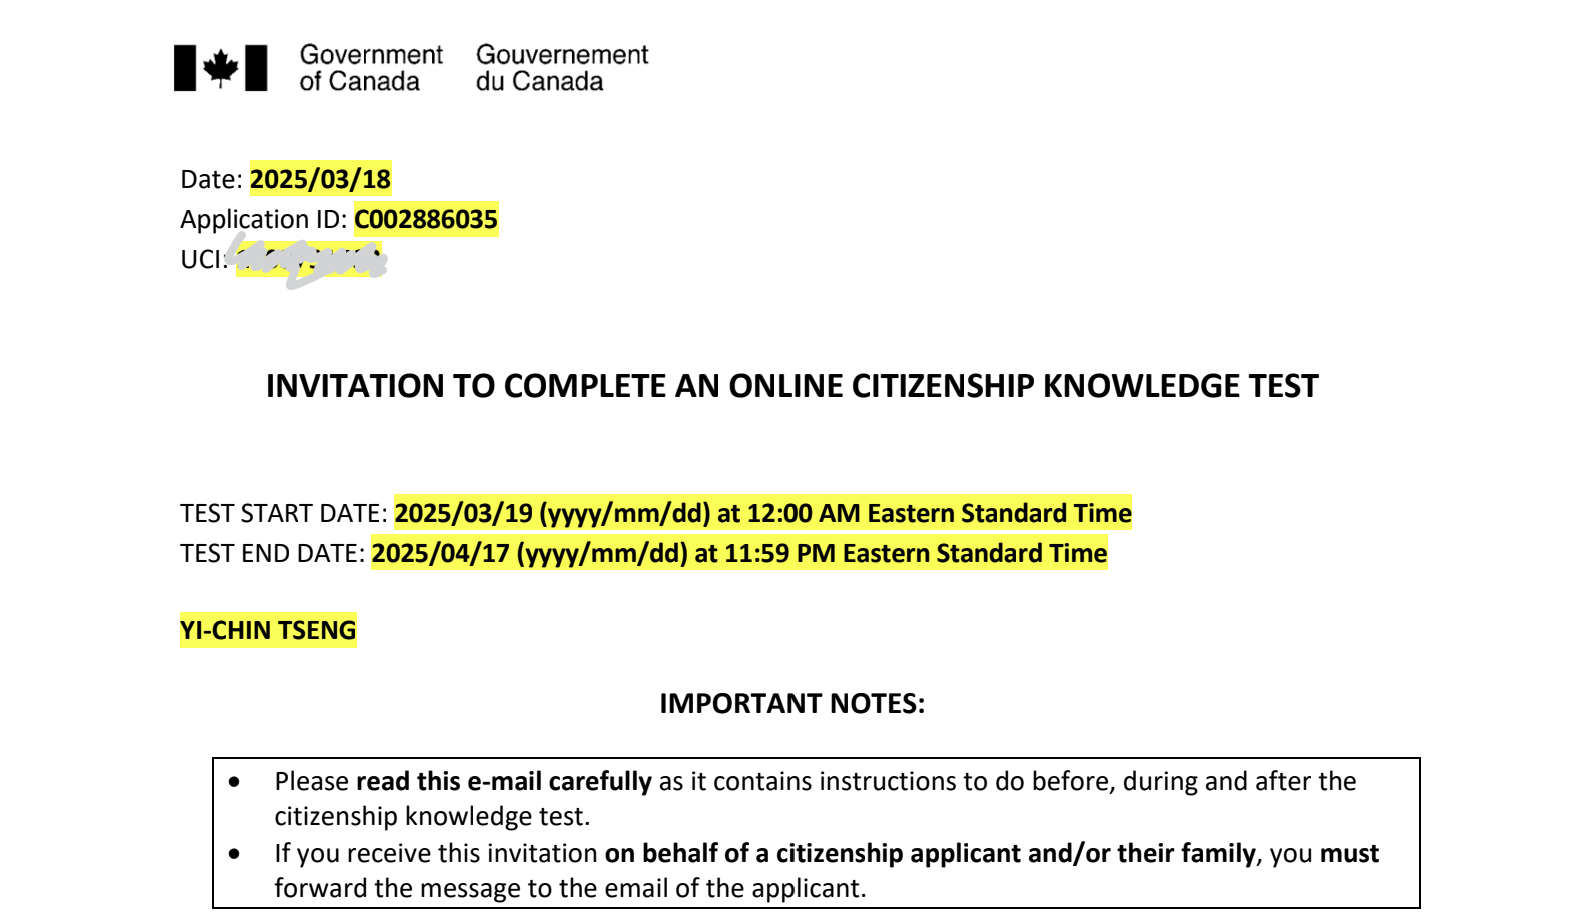 Government Gouvernement
of Canada du Canada
Date: 2025/03/18
Application ID: C002886035
UCI:
INVITATION TO COMPLETE AN ONLINE CITIZENSHIP KNOWLEDGE TEST
TEST START DATE: 2025/03/19 (yyyy/mm/dd) at 12:00 AM Eastern Standard Time
TEST END DATE: 2025/04/17 (yyyy/mm/dd) at 11:59 PM Eastern Standard Time
YI-CHIN TSENG
IMPORTANT NOTES:
• Please read this e-mail carefully as it contains instructions to do before, during and after the
citizenship knowledge test.
• If you receive this invitation on behalf of a citizenship applicant and/or their family, you must
forward the message to the email of the applicant.